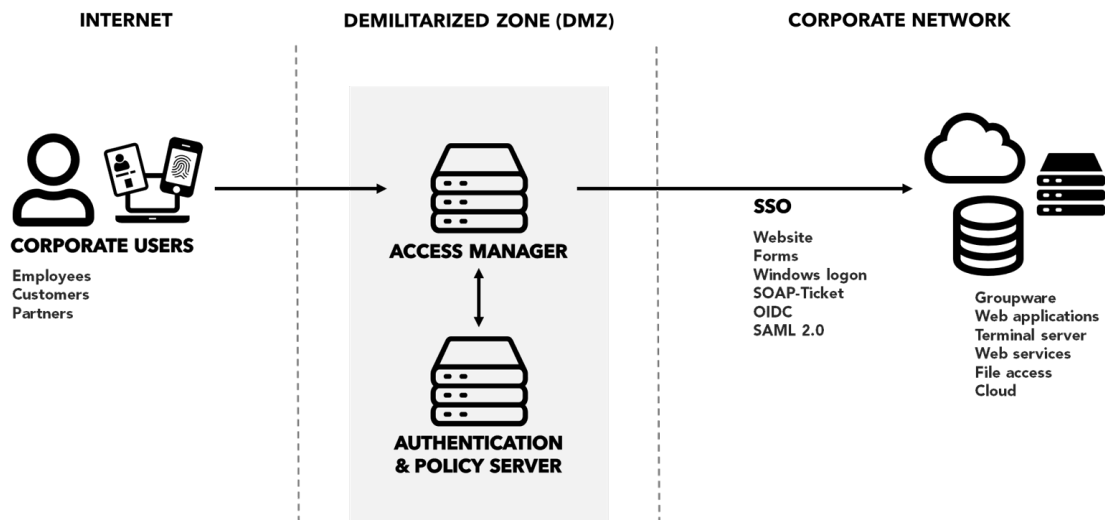 INTERNET
DEMILITARIZED ZONE (DMZ)
CORPORATE NETWORK
CORPORATE USERS
Employees
Customers
Partners
ACCESS MANAGER
AUTHENTICATION
& POLICY SERVER
SSO
Website
Forms
Windows logon
SOAP-Ticket
OIDC
SAML 2.0
Groupware
Web applications
Terminal server
Web services
File access
Cloud